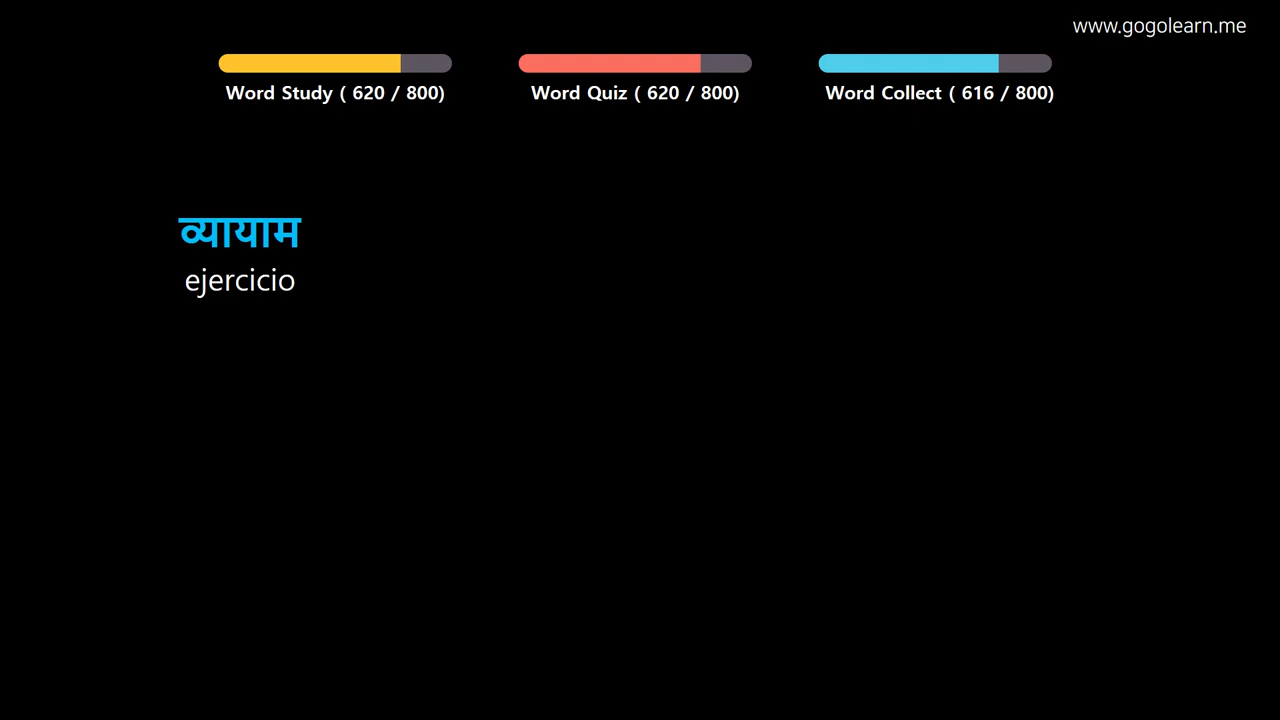 www.gogolearn.me
Word Study ( 620 / 800)
Word Quiz ( 620 / 800)
Word Collect ( 616 / 800)
व्यायाम
ejercicio